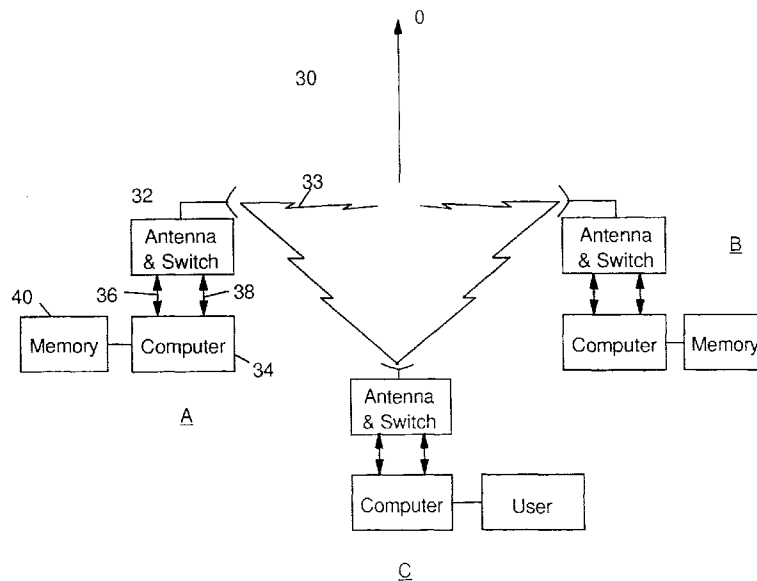 0
30
33
32
Antenna
& Switch
Antenna
& Switch
B
40
36
38
Memory
Computer
34
Computer
Memory
A
Antenna
& Switch
Computer
User
C